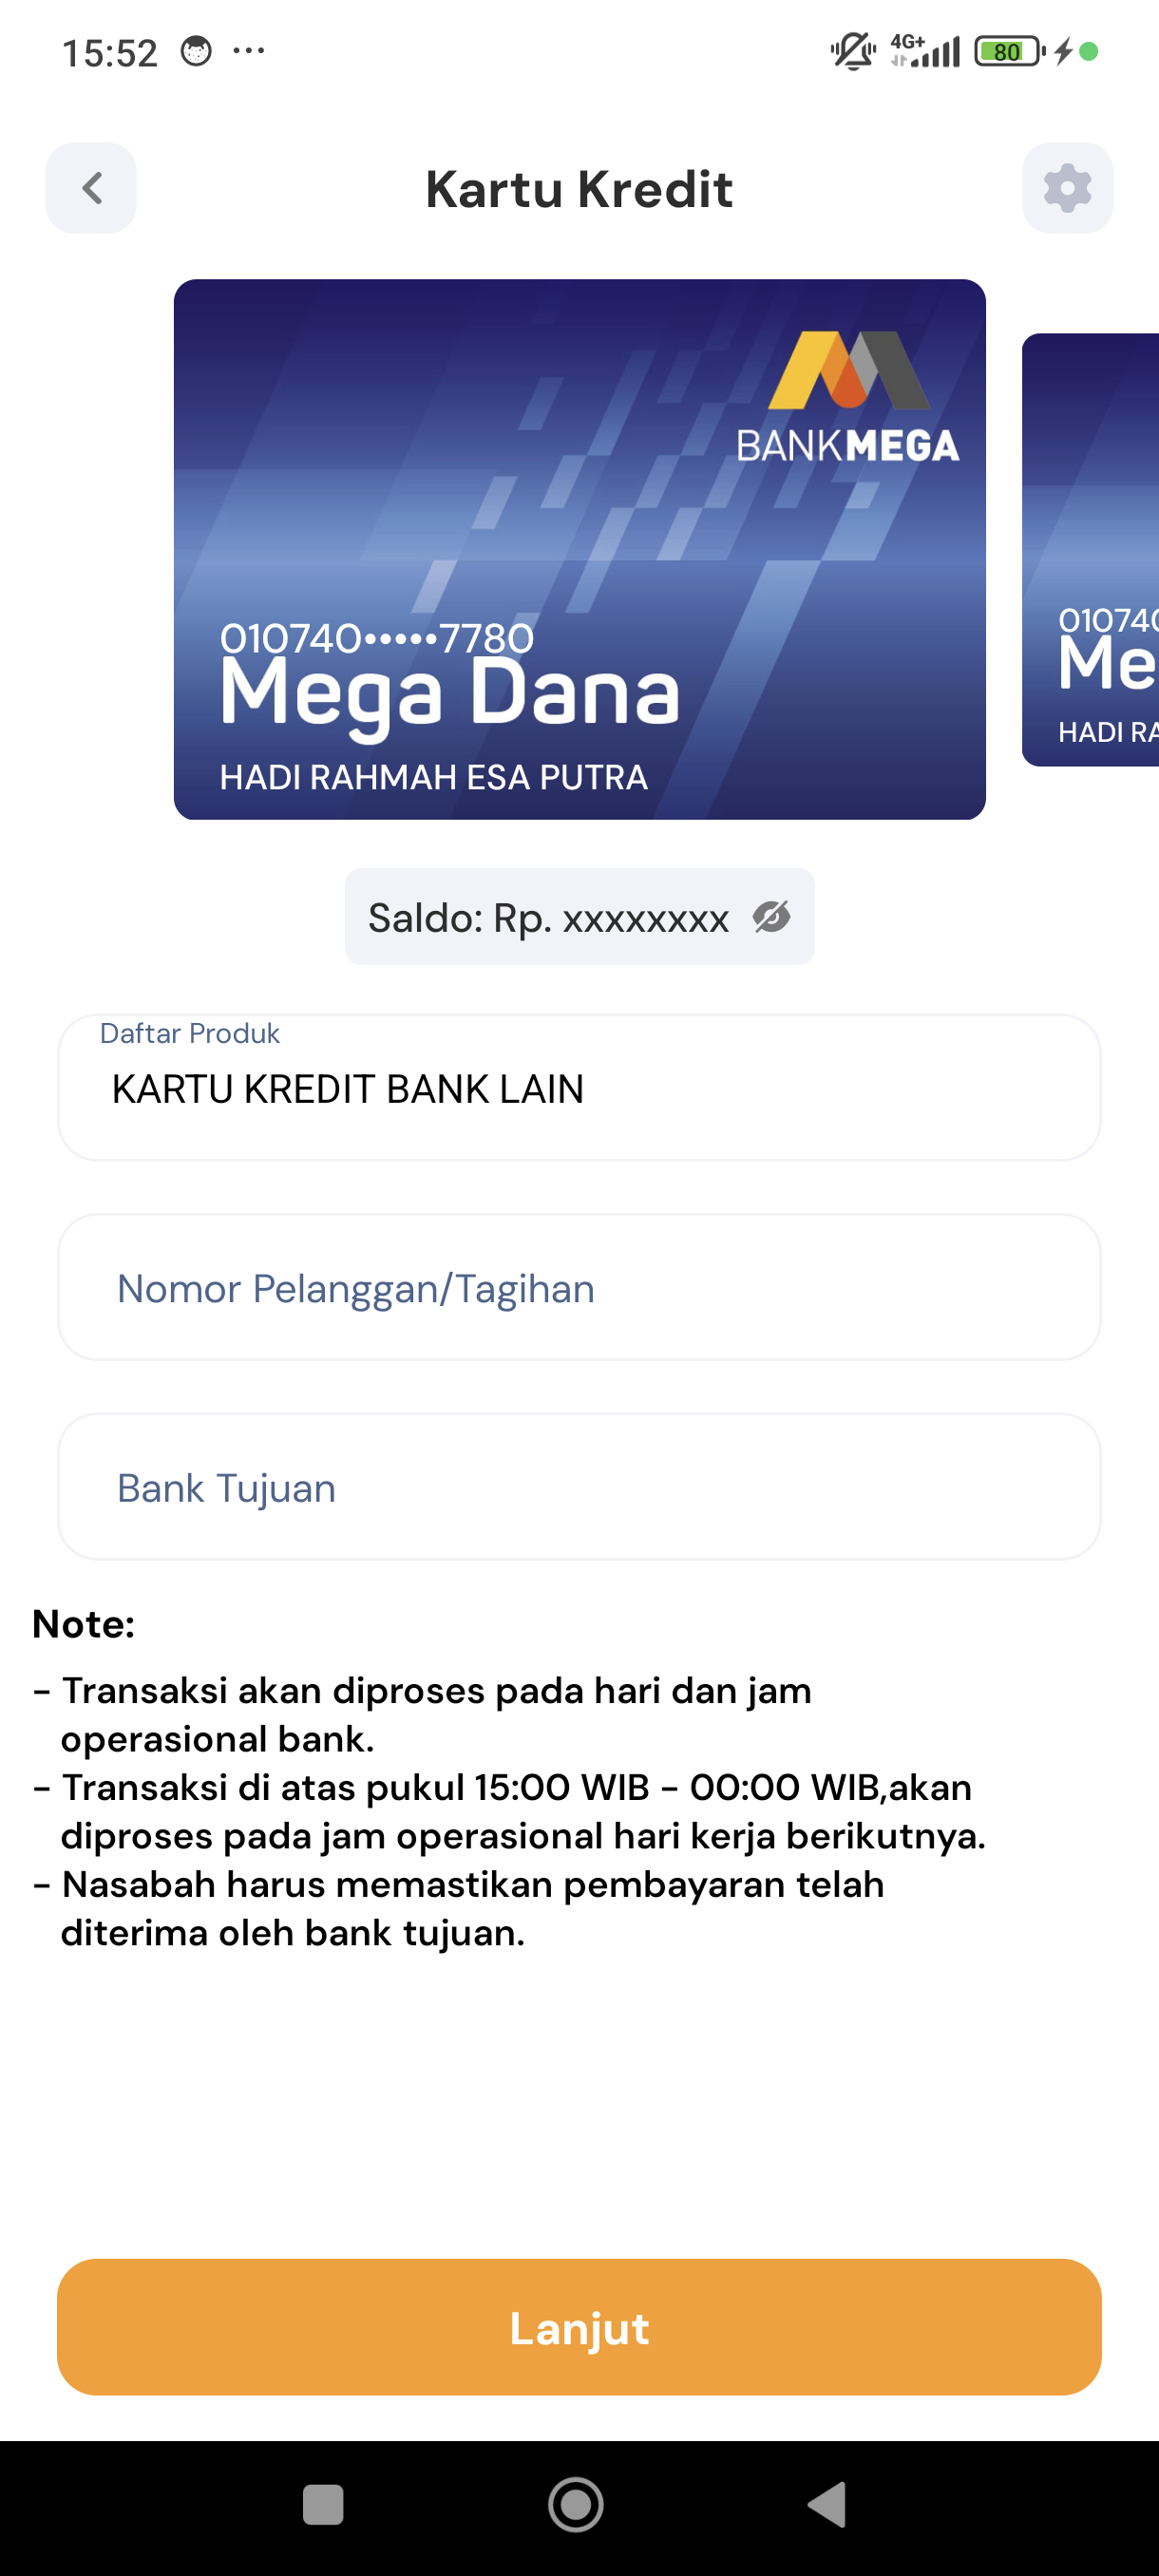 15:52
4G+
80
Kartu Kredit
BANKMEGA
010740•••••7780
Mega Dana
HADI RAHMAH ESA PUTRA
010740
Me
HADI RA
Saldo: Rp. xxxxxxxx
Daftar Produk
KARTU KREDIT BANK LAIN
Nomor Pelanggan/Tagihan
Bank Tujuan
Note:
- Transaksi akan diproses pada hari dan jam
operasional bank.
- Transaksi di atas pukul 15:00 WIB - 00:00 WIB,akan
diproses pada jam operasional hari kerja berikutnya.
- Nasabah harus memastikan pembayaran telah
diterima oleh bank tujuan.
Lanjut